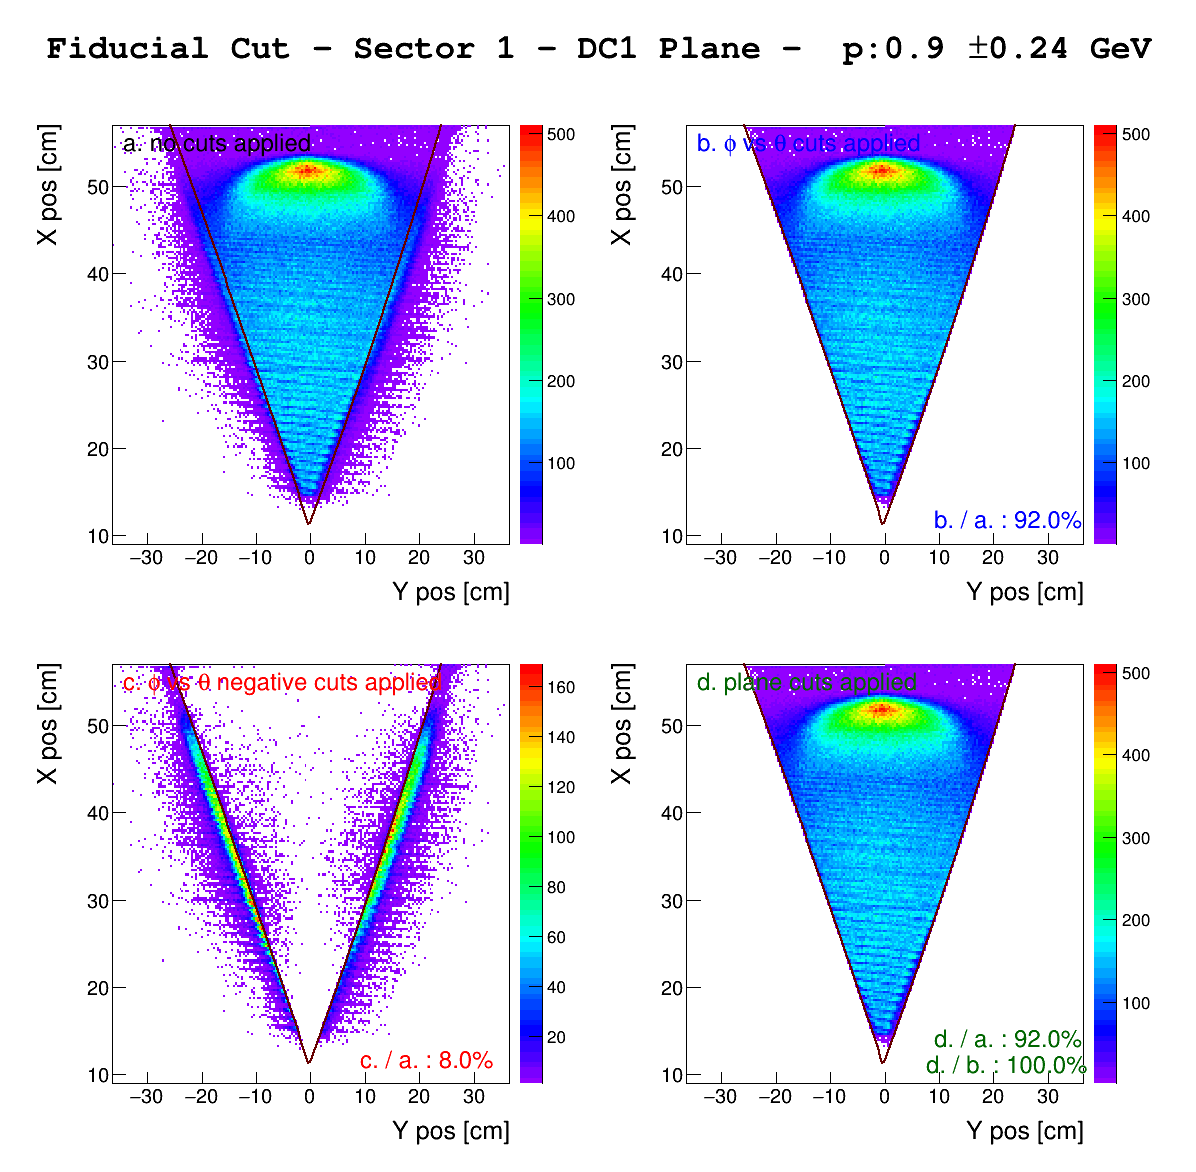 Fiducial Cut – Sector 1 – DC1 Plane – p:0.9 ±0.24 GeV
a. no cuts applied
X pos [cm]
50
40
30
20
10
−30 −20 −10 0 10 20 30
Y pos [cm]
500
400
300
200
100
b. ϕ vs θ cuts applied
X pos [cm]
50
40
30
20
10
b. / a. : 92.0%
−30 −20 −10 0 10 20 30
Y pos [cm]
500
400
300
200
100
c. ϕ vs θ negative cuts applied
X pos [cm]
50
40
30
20
10
c. / a. : 8.0%
−30 −20 −10 0 10 20 30
Y pos [cm]
160
140
120
100
80
60
40
20
d. plane cuts applied
X pos [cm]
50
40
30
20
10
d. / a. : 92.0%
d. / b. : 100.0%
−30 −20 −10 0 10 20 30
Y pos [cm]
500
400
300
200
100